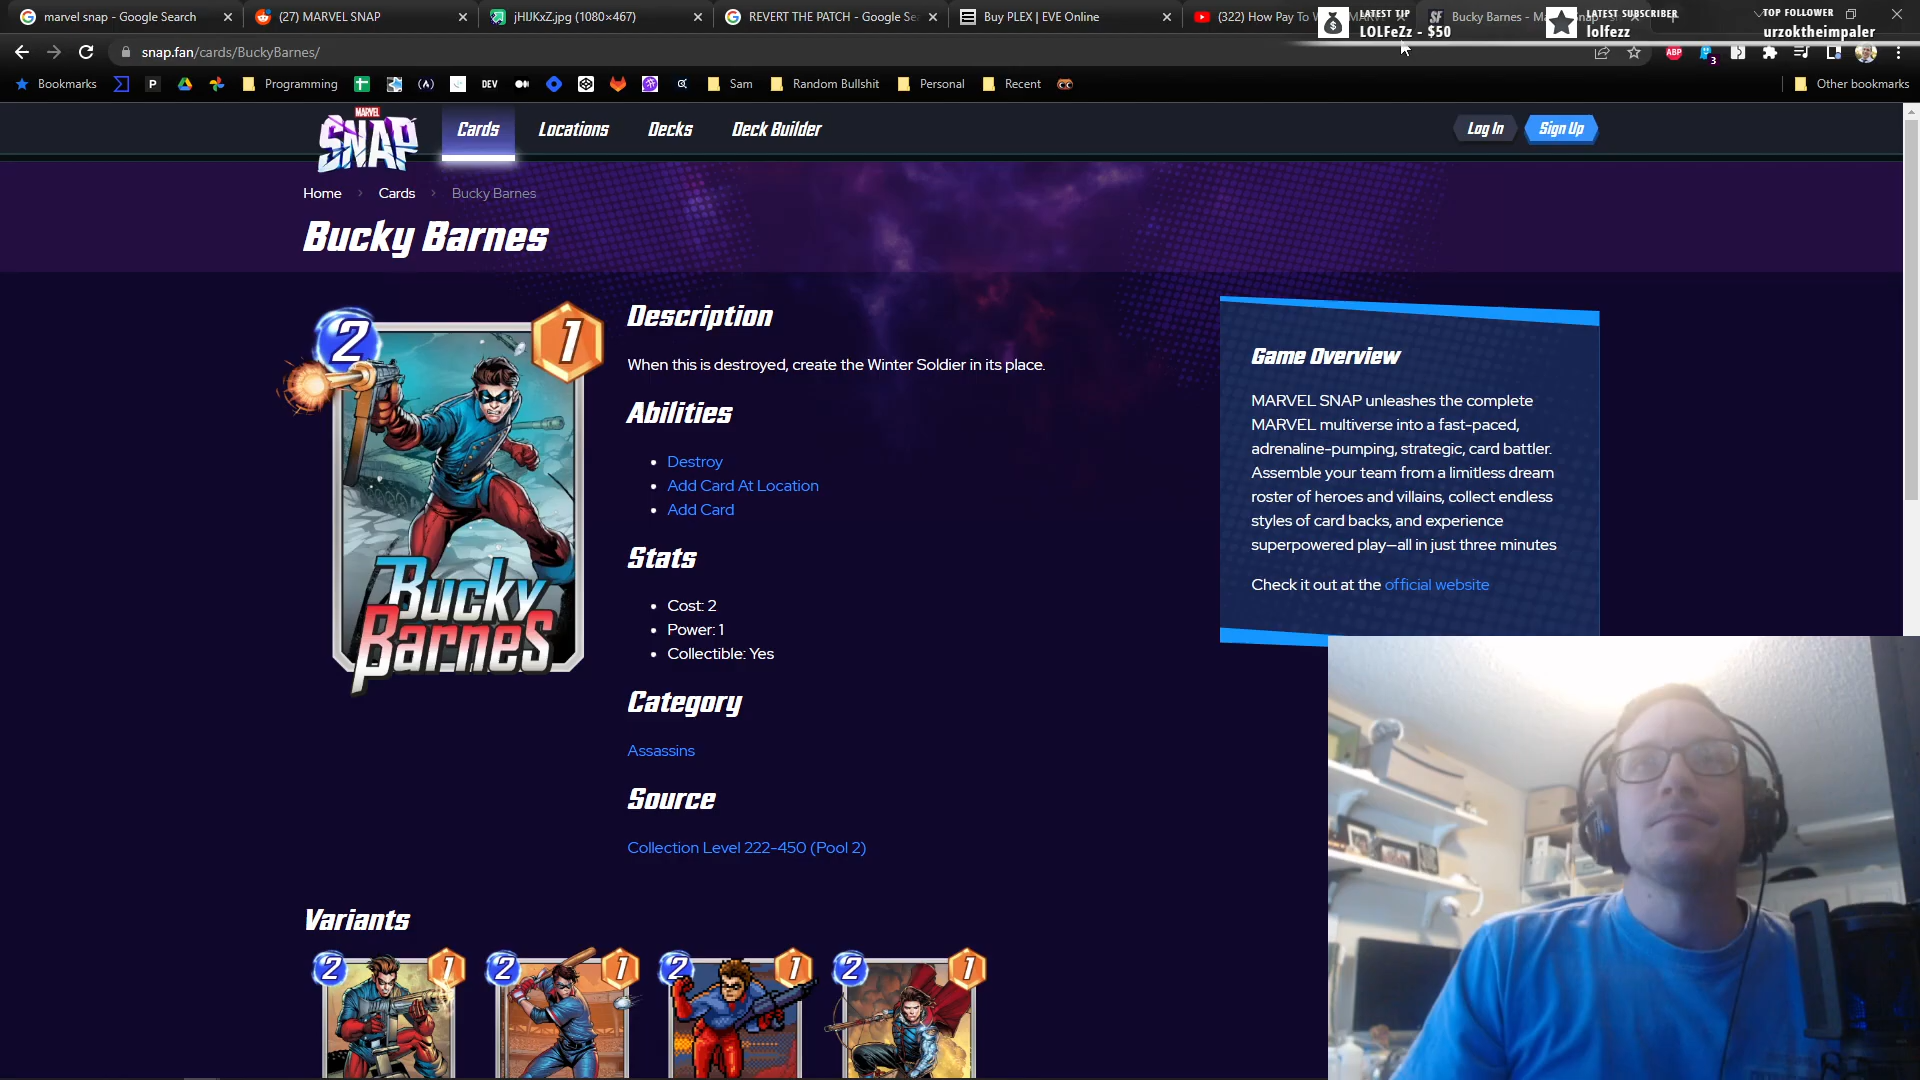 marvel snap - Google Search
(27) MARVEL SNAP
jHIJKxZ.jpg (1080×467)
REVERT THE PATCH - Google Se
Buy PLEX | EVE Online
(322) How Pay To W
Bucky Barnes - M
LATEST TIP
LOLFeZz - $50
LATEST SUBSCRIBER
lolfezz
TOP FOLLOWER
urzoktheimpaler
snap.fan/cards/BuckyBarnes/
ABP
3
Bookmarks
P
(A)
DEV
Programming
Sam
Random Bullshit
Personal
Recent
Other bookmarks
MARVEL
SNAP
Cards
Locations
Decks
Deck Builder
Log In
Sign Up
Home
Cards
Bucky Barnes
Bucky Barnes
2
1
Bucky
Barnes
Description
When this is destroyed, create the Winter Soldier in its place.
Abilities
Destroy
Add Card At Location
Add Card
Stats
Cost: 2
Power: 1
Collectible: Yes
Category
Assassins
Source
Collection Level 222-450 (Pool 2)
Game Overview
MARVEL SNAP unleashes the complete
MARVEL multiverse into a fast-paced,
adrenaline-pumping, strategic, card battler.
Assemble your team from a limitless dream
roster of heroes and villains, collect endless
styles of card backs, and experience
superpowered play—all in just three minutes
Check it out at the official website
Variants
2 1 2 1 2 1 2 1